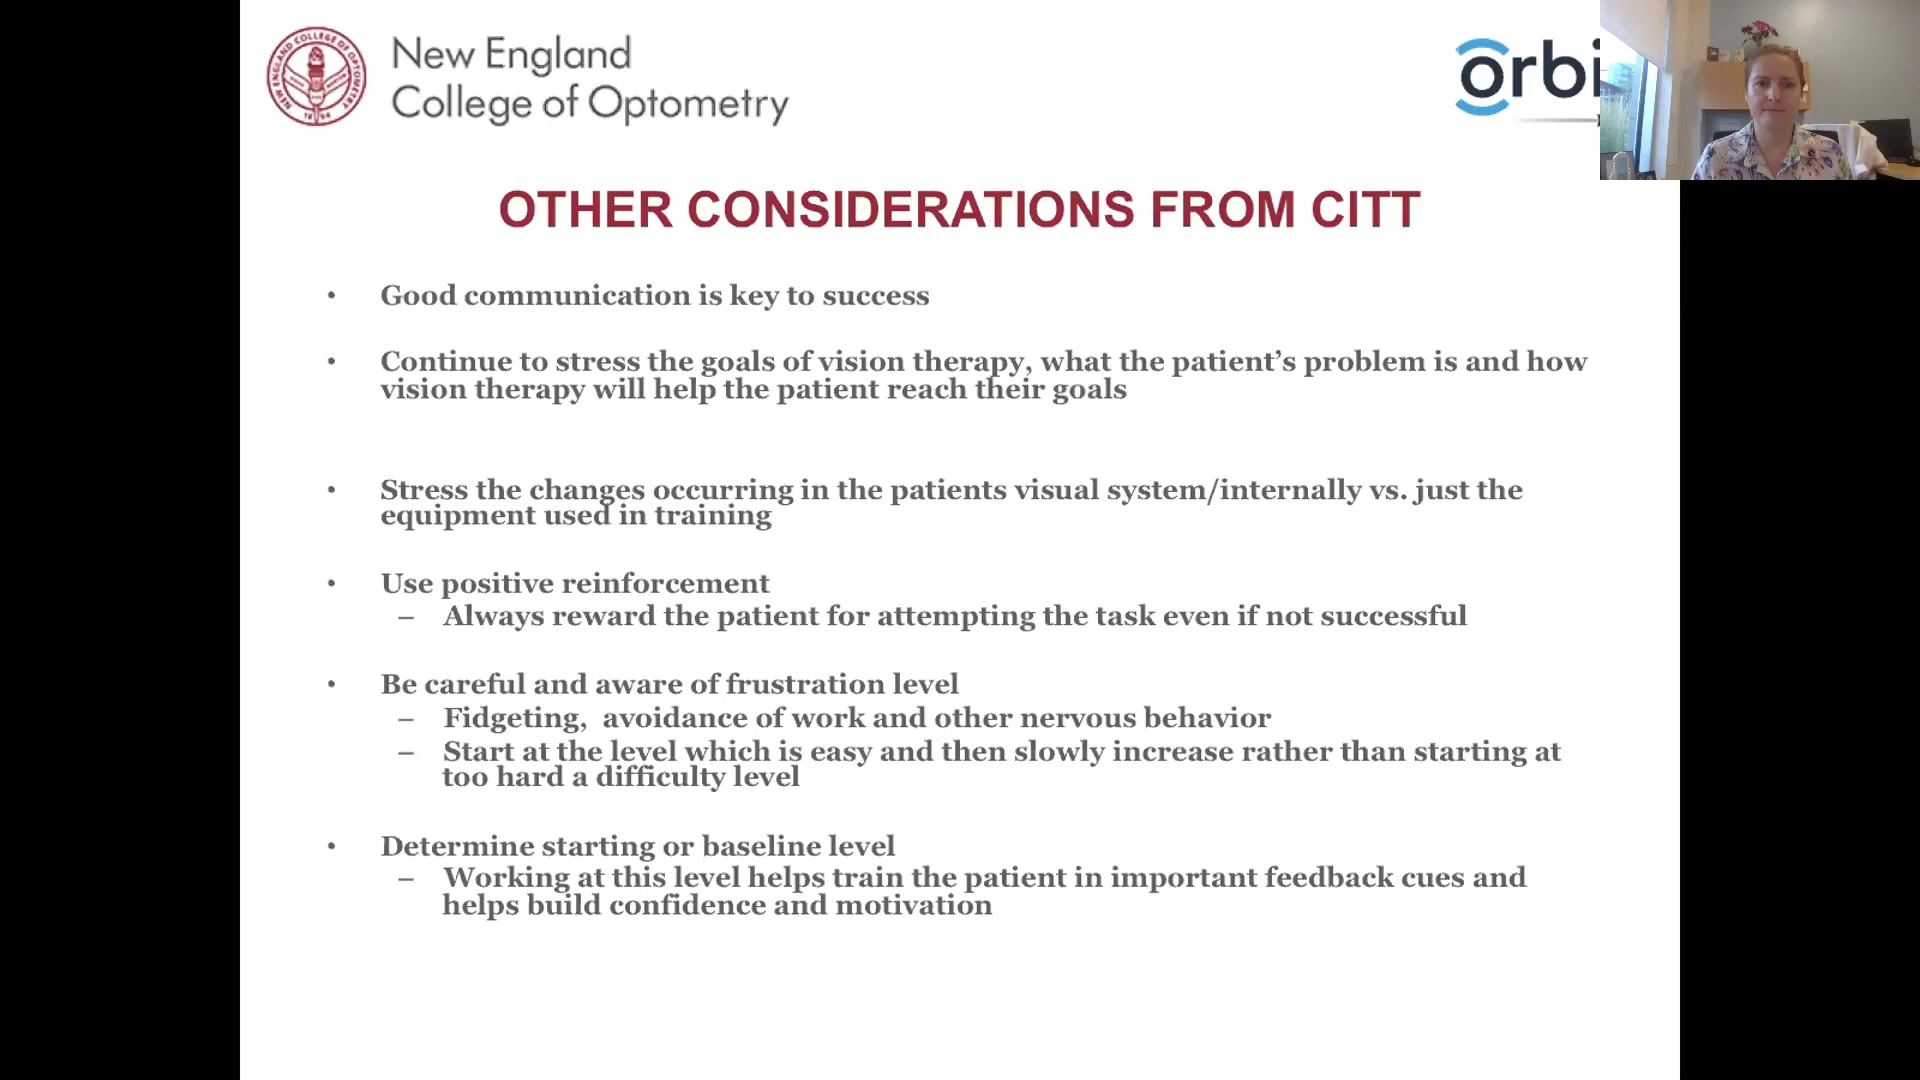 NEW ENGLAND COLLEGE OF OPTOMETRY
1894
New England
College of Optometry
orbi
OTHER CONSIDERATIONS FROM CITT
• Good communication is key to success
• Continue to stress the goals of vision therapy, what the patient’s problem is and how
vision therapy will help the patient reach their goals
• Stress the changes occurring in the patients visual system/internally vs. just the
equipment used in training
• Use positive reinforcement
– Always reward the patient for attempting the task even if not successful
• Be careful and aware of frustration level
– Fidgeting,  avoidance of work and other nervous behavior
– Start at the level which is easy and then slowly increase rather than starting at
too hard a difficulty level
• Determine starting or baseline level
– Working at this level helps train the patient in important feedback cues and
helps build confidence and motivation